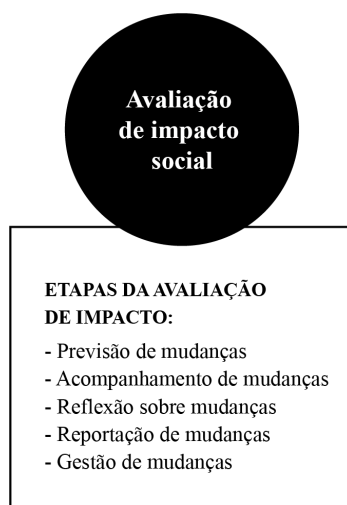 Avaliação
de impacto
social
ETAPAS DA AVALIAÇÃO
DE IMPACTO:
- Previsão de mudanças
- Acompanhamento de mudanças
- Reflexão sobre mudanças
- Reportação de mudanças
- Gestão de mudanças